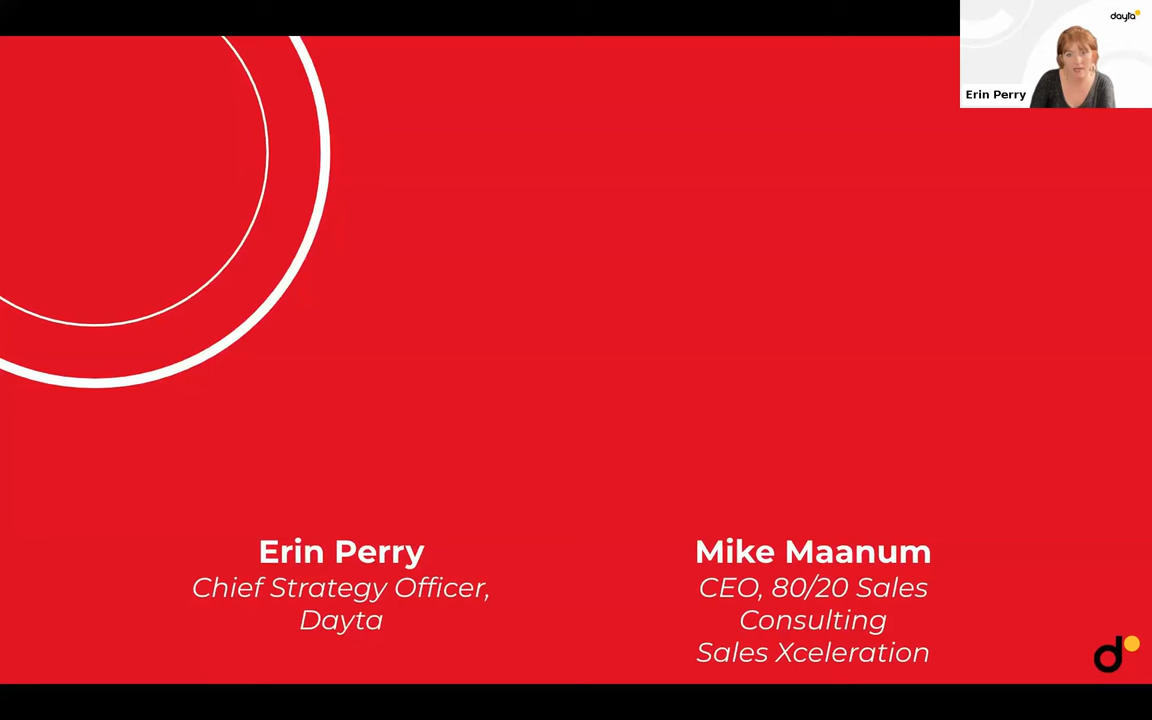 dayta
Erin Perry
Erin Perry
Chief Strategy Officer,
Dayta
Mike Maanum
CEO, 80/20 Sales
Consulting
Sales Xceleration
d